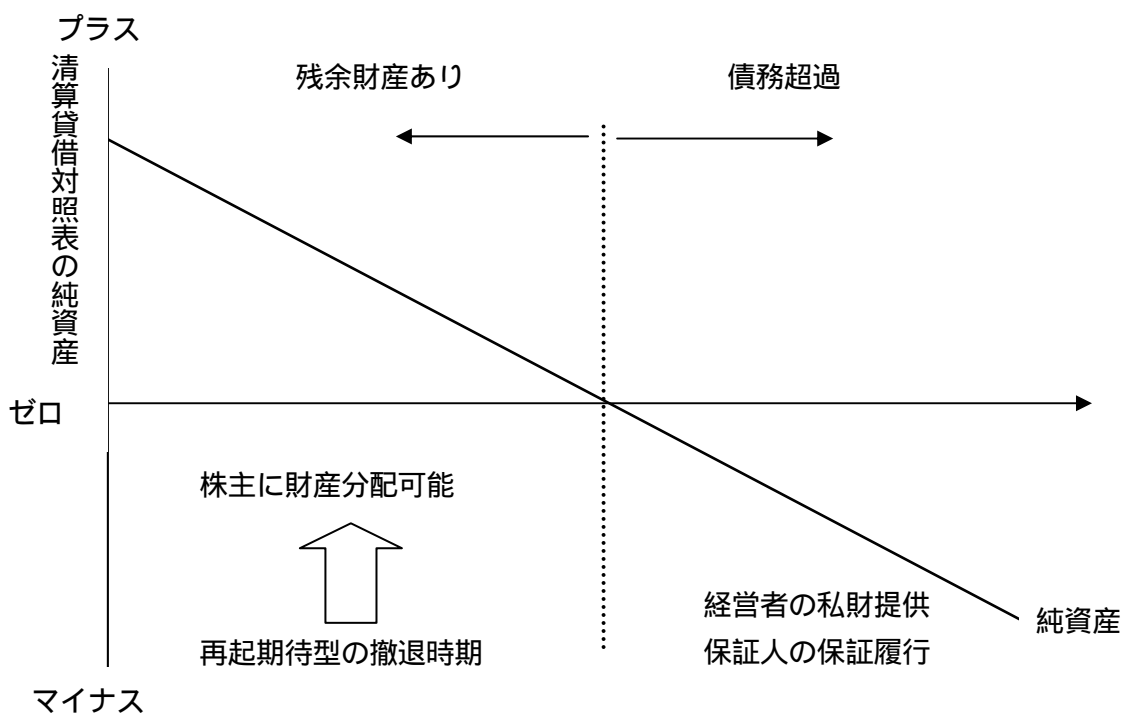 プラス
清算貸借対照表の純資産
残余財産あり
債務超過
ゼロ
株主に財産分配可能
再起期待型の撤退時期
経営者の私財提供
保証人の保証履行
純資産
マイナス